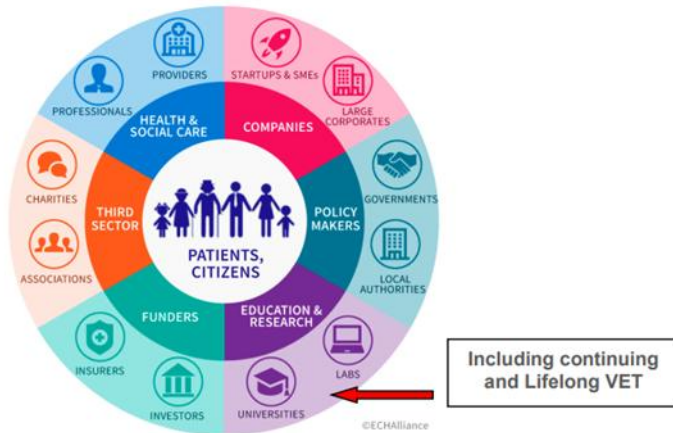 PROVIDERS
PROFESSIONALS
HEALTH &
SOCIAL CARE
STARTUPS & SMEs
LARGE
CORPORATES
COMPANIES
GOVERNMENTS
LOCAL
AUTHORITIES
POLICY
MAKERS
EDUCATION &
RESEARCH
LABS
UNIVERSITIES
FUNDERS
INVESTORS
INSURERS
THIRD
SECTOR
ASSOCIATIONS
CHARITIES
PATIENTS,
CITIZENS
Including continuing
and Lifelong VET
©ECHAlliance